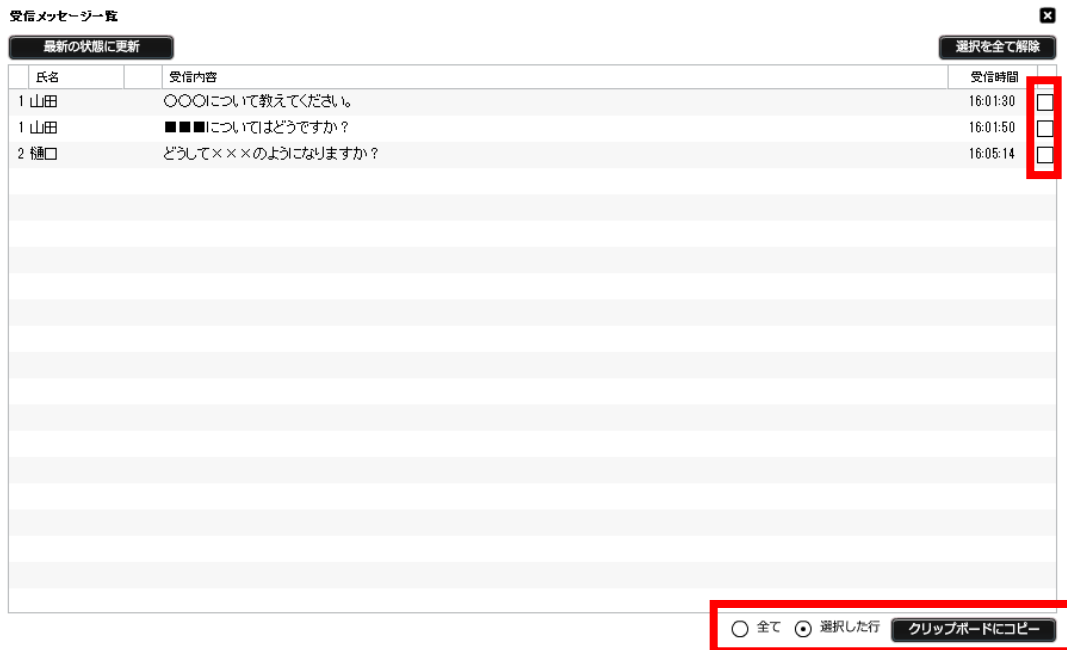 受信メッセージ一覧
最新の状態に更新 選択を全て解除
氏名 受信内容 受信時間
1 山田 〇〇〇について教えてください。 16:01:30
1 山田 ■■■についてはどうですか？ 16:01:50
2 樋口 どうして×××のようになりますか？ 16:05:14
全て 選択した行 クリップボードにコピー